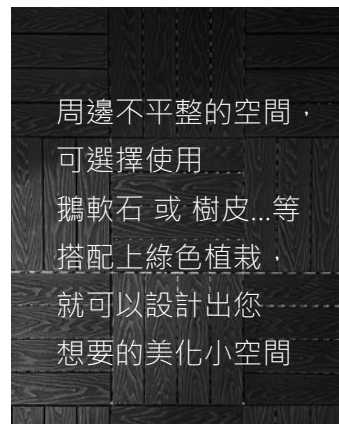 周邊不平整的空間，
可選擇使用
鵝軟石 或 樹皮...等
搭配上綠色植栽，
就可以設計出您
想要的美化小空間